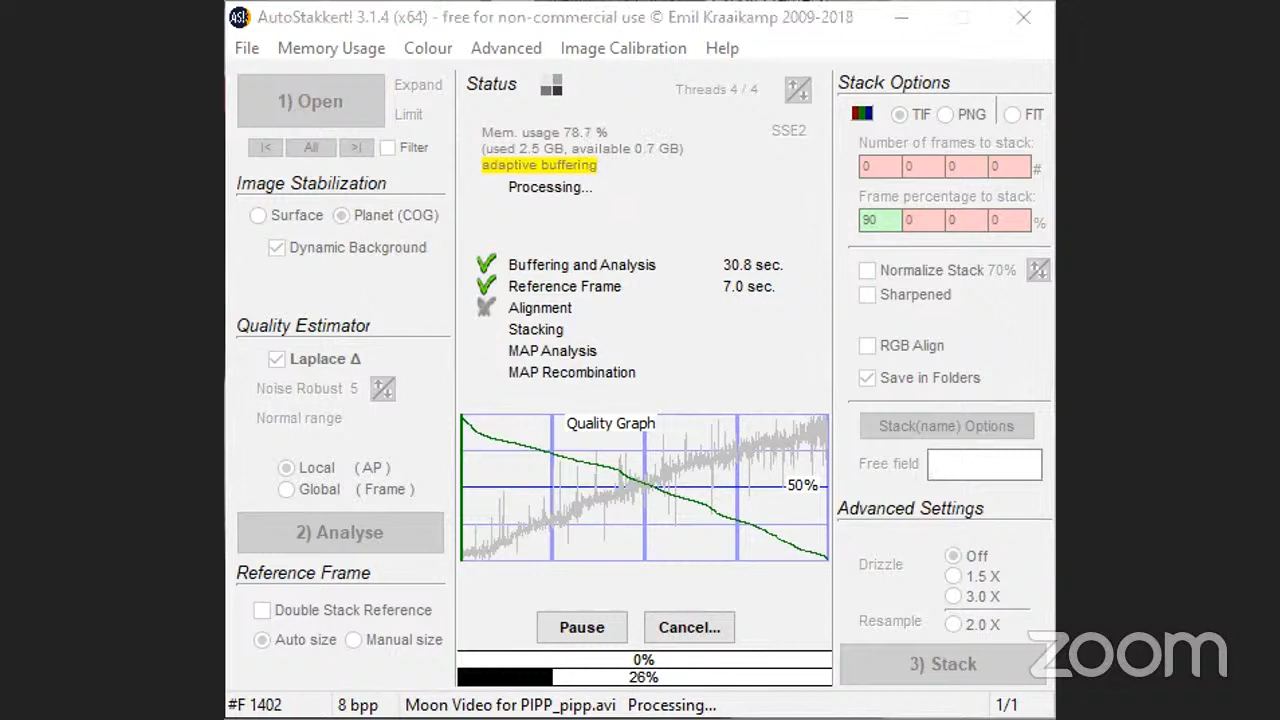 AS!
AutoStakkert! 3.1.4 (x64) - free for non-commercial use © Emil Kraaikamp 2009-2018
File Memory Usage Colour Advanced Image Calibration Help
1) Open
Expand
Limit
|< All >| Filter
Image Stabilization
Surface Planet (COG)
Dynamic Background
Quality Estimator
Laplace Δ
Noise Robust 5
Normal range
Local (AP)
Global (Frame)
2) Analyse
Reference Frame
Double Stack Reference
Auto size Manual size
Status
Threads 4 / 4
Mem. usage 78.7 %
SSE2
(used 2.5 GB, available 0.7 GB)
adaptive buffering
Processing...
Buffering and Analysis 30.8 sec.
Reference Frame 7.0 sec.
Alignment
Stacking
MAP Analysis
MAP Recombination
Quality Graph
50%
Pause Cancel...
0%
26%
Stack Options
TIF PNG FIT
Number of frames to stack:
0 0 0 0 #
Frame percentage to stack:
90 0 0 0 %
Normalize Stack 70%
Sharpened
RGB Align
Save in Folders
Stack(name) Options
Free field
Advanced Settings
Drizzle
Off
1.5 X
3.0 X
Resample 2.0 X
3) Stack
zoom
#F 1402 8 bpp Moon Video for PIPP_pipp.avi Processing... 1/1